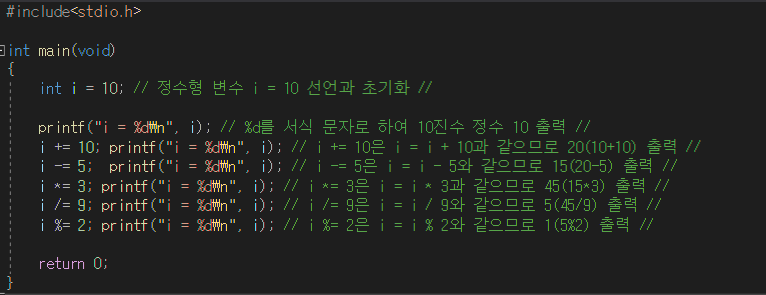 #include<stdio.h>
int main(void)
{
int i = 10; // 정수형 변수 i = 10 선언과 초기화 //
printf("i = %d₩n", i); // %d를 서식 문자로 하여 10진수 정수 10 출력 //
i += 10; printf("i = %d₩n", i); // i += 10은 i = i + 10과 같으므로 20(10+10) 출력 //
i -= 5;  printf("i = %d₩n", i); // i -= 5은 i = i - 5와 같으므로 15(20-5) 출력 //
i *= 3; printf("i = %d₩n", i); // i *= 3은 i = i * 3과 같으므로 45(15*3) 출력 //
i /= 9; printf("i = %d₩n", i); // i /= 9은 i = i / 9와 같으므로 5(45/9) 출력 //
i %= 2; printf("i = %d₩n", i); // i %= 2은 i = i % 2와 같으므로 1(5%2) 출력 //
return 0;
}